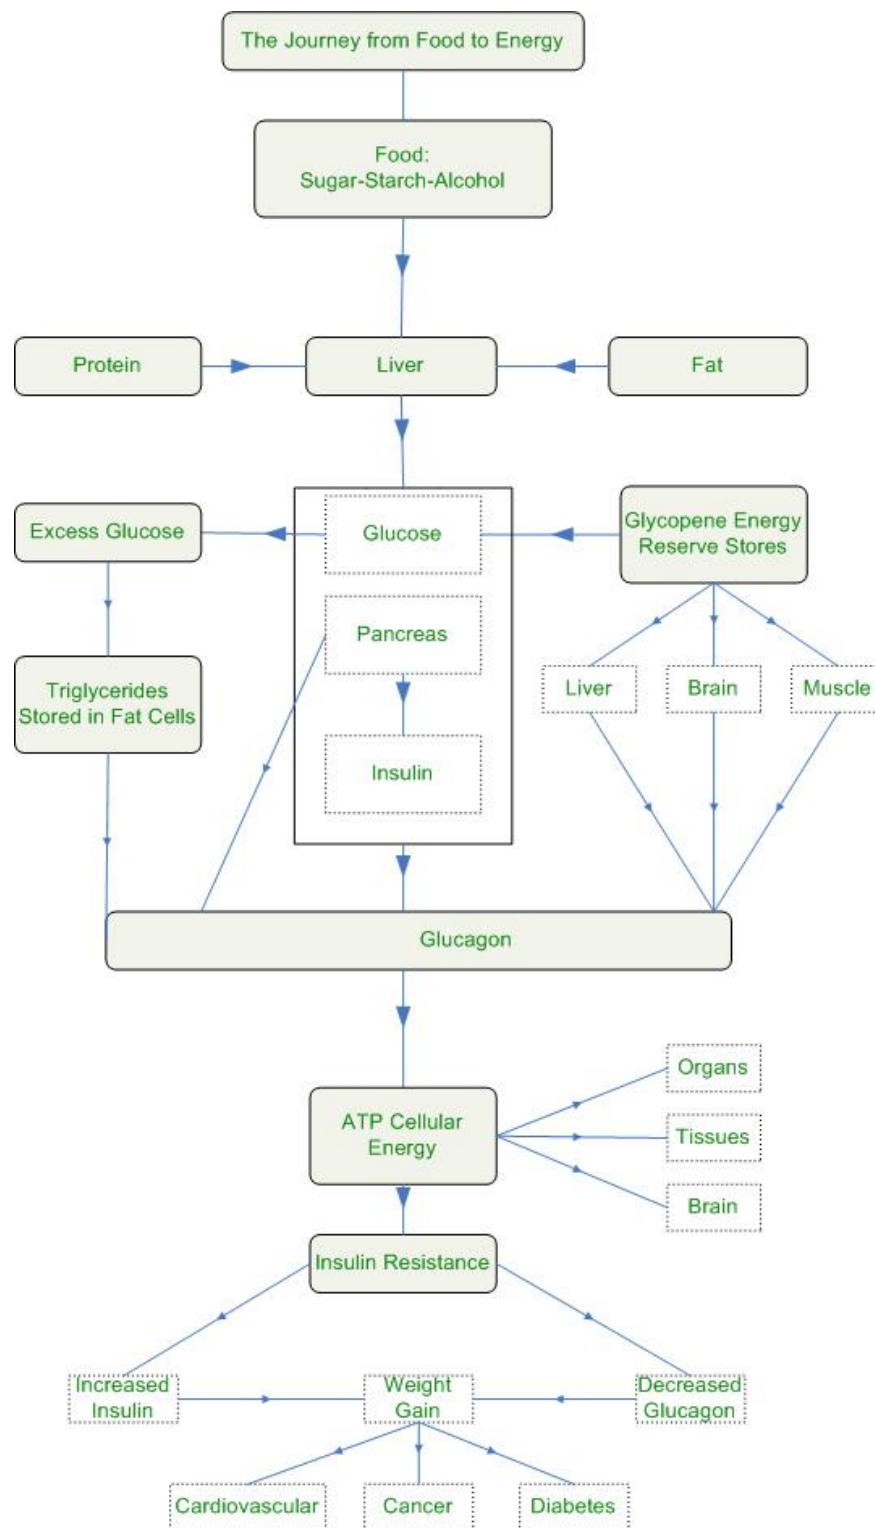 The Journey from Food to Energy
Food:
Sugar-Starch-Alcohol
Protein
Liver
Fat
Excess Glucose
Glucose
Glycopene Energy
Reserve Stores
Pancreas
Triglycerides
Stored in Fat Cells
Liver
Brain
Muscle
Insulin
Glucagon
Organs
ATP Cellular
Energy
Tissues
Brain
Insulin Resistance
Increased
Insulin
Weight
Gain
Decreased
Glucagon
Cardiovascular
Cancer
Diabetes